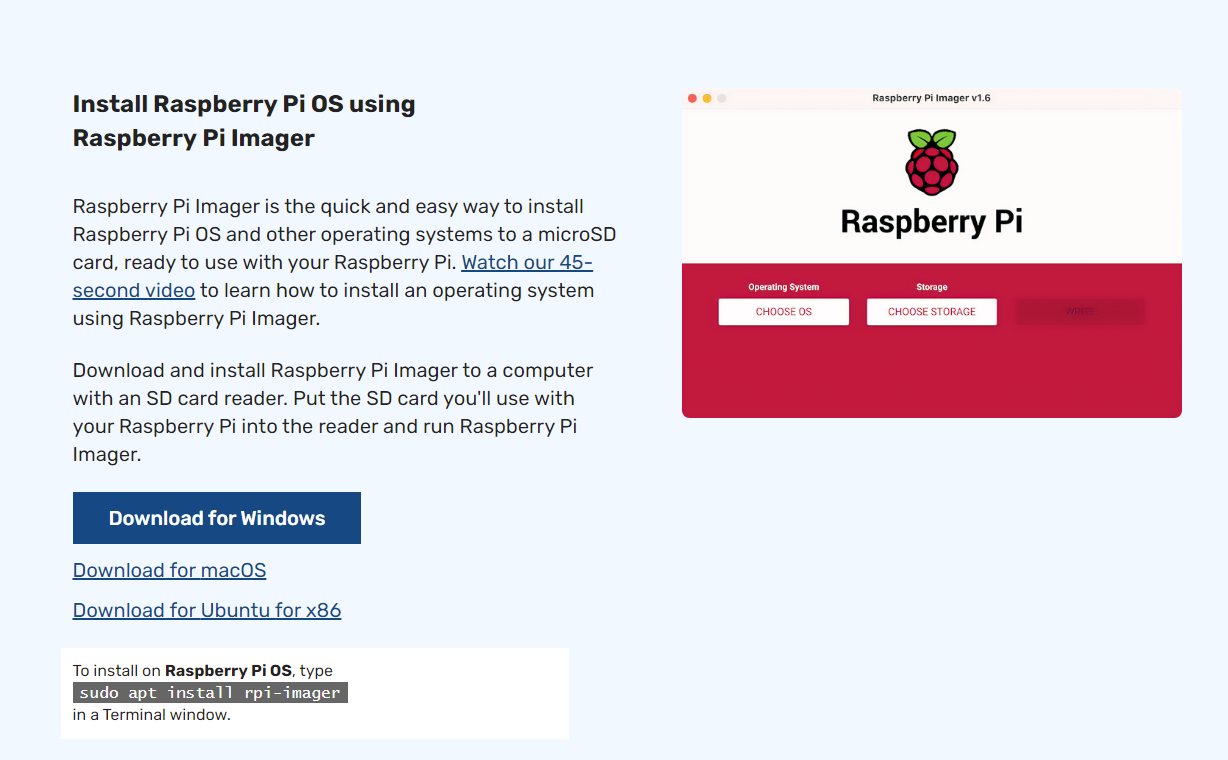 Install Raspberry Pi OS using
Raspberry Pi Imager
Raspberry Pi Imager is the quick and easy way to install
Raspberry Pi OS and other operating systems to a microSD
card, ready to use with your Raspberry Pi. Watch our 45-
second video to learn how to install an operating system
using Raspberry Pi Imager.
Download and install Raspberry Pi Imager to a computer
with an SD card reader. Put the SD card you'll use with
your Raspberry Pi into the reader and run Raspberry Pi
Imager.
Download for Windows
Download for macOS
Download for Ubuntu for x86
To install on Raspberry Pi OS, type
sudo apt install rpi-imager
in a Terminal window.
Raspberry Pi Imager v1.6
Raspberry Pi
Operating System
Storage
CHOOSE OS
CHOOSE STORAGE
WRITE